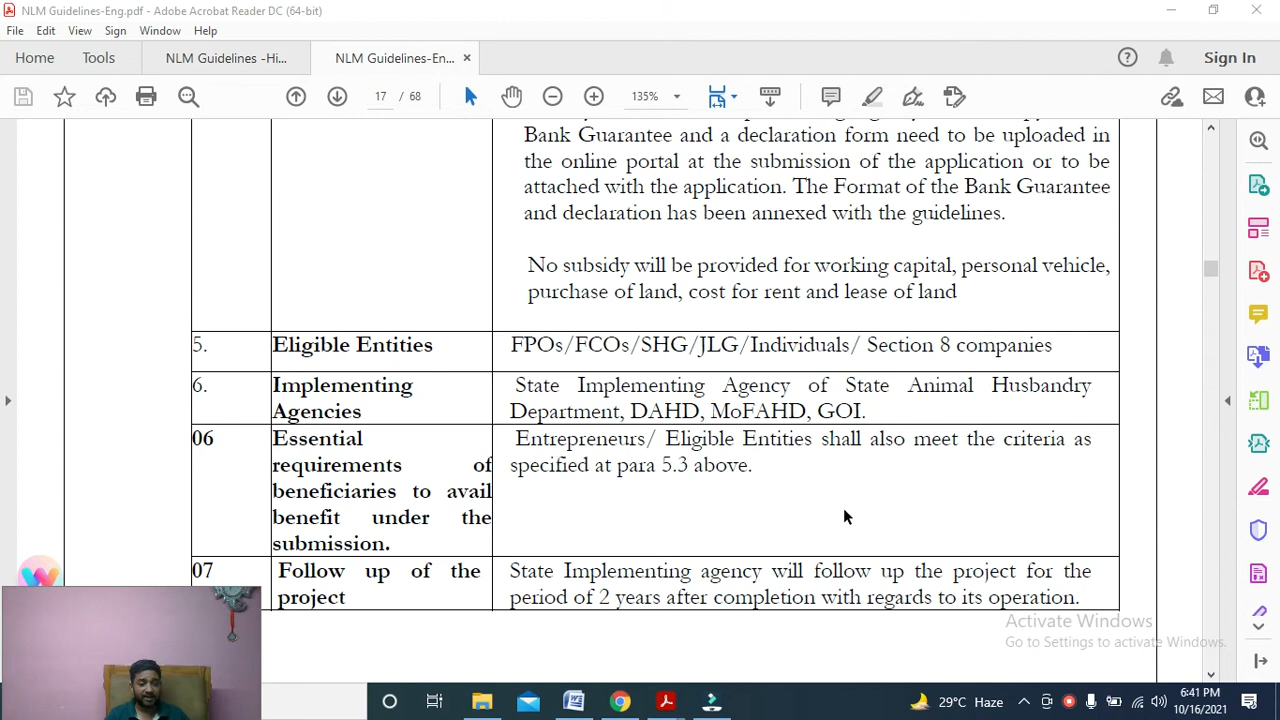 NLM Guidelines-Eng.pdf - Adobe Acrobat Reader DC (64-bit)
File Edit View Sign Window Help
Home Tools NLM Guidelines -Hi... NLM Guidelines-En... ×
Sign In
17 / 68 135%
Bank Guarantee and a declaration form need to be uploaded in
the online portal at the submission of the application or to be
attached with the application. The Format of the Bank Guarantee
and declaration has been annexed with the guidelines.
No subsidy will be provided for working capital, personal vehicle,
purchase of land, cost for rent and lease of land
5. Eligible Entities FPOs/FCOs/SHG/JLG/Individuals/ Section 8 companies
6. Implementing State Implementing Agency of State Animal Husbandry
Agencies Department, DAHD, MoFAHD, GOI.
06 Essential Entrepreneurs/ Eligible Entities shall also meet the criteria as
requirements of specified at para 5.3 above.
beneficiaries to avail
benefit under the
submission.
07 Follow up of the State Implementing agency will follow up the project for the
project period of 2 years after completion with regards to its operation.
Activate Windows
Go to Settings to activate Windows.
29°C Haze
6:41 PM
10/16/2021